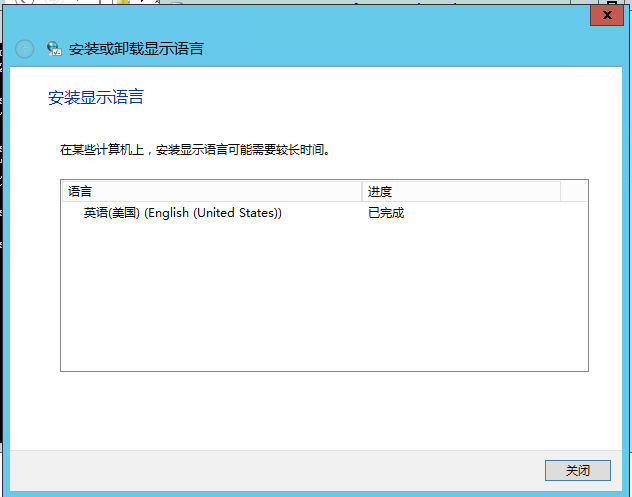 安装或卸载显示语言
安装显示语言
在某些计算机上，安装显示语言可能需要较长时间。
语言 进度
英语(美国) (English (United States)) 已完成
关闭